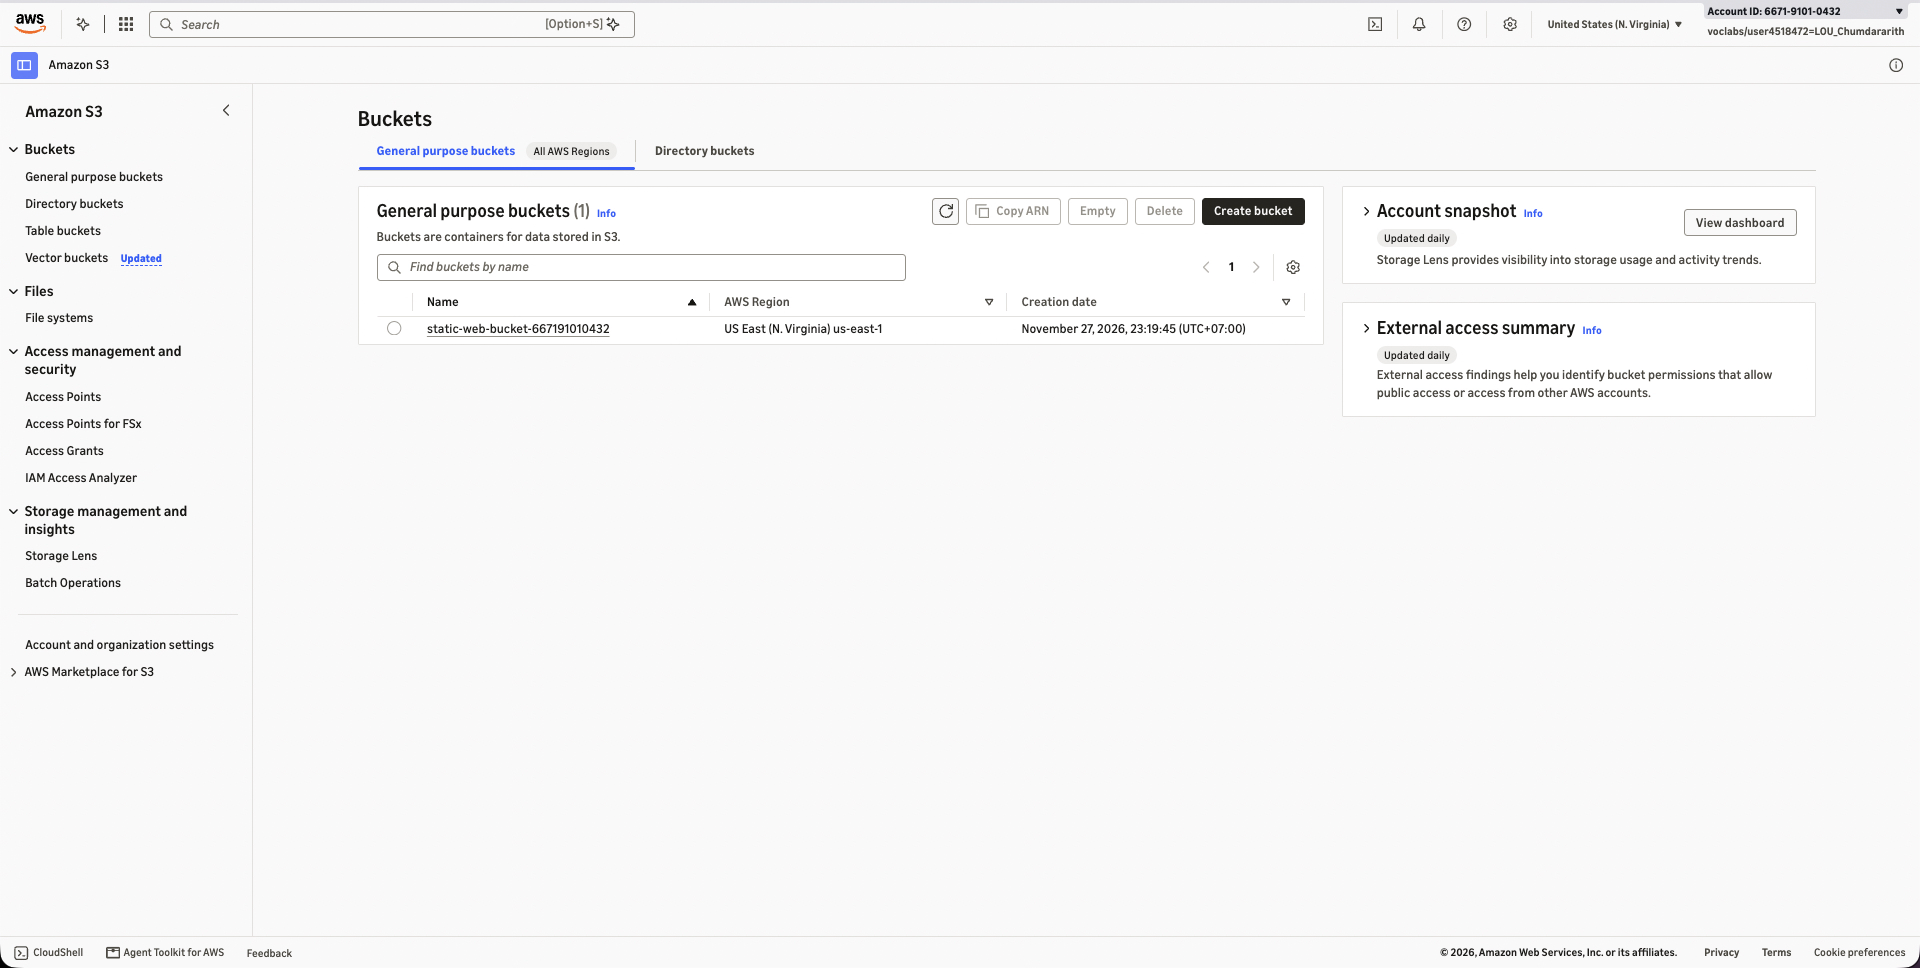 aws
Search [Option+S]
United States (N. Virginia)
Account ID: 6671-9101-0432
voclabs/user4518472=LOU_Chumdararith
Amazon S3
Amazon S3
Buckets
General purpose buckets
Directory buckets
Table buckets
Vector buckets Updated
Files
File systems
Access management and
security
Access Points
Access Points for FSx
Access Grants
IAM Access Analyzer
Storage management and
insights
Storage Lens
Batch Operations
Account and organization settings
AWS Marketplace for S3
Buckets
General purpose buckets All AWS Regions Directory buckets
General purpose buckets (1) Info
Copy ARN Empty Delete Create bucket
Buckets are containers for data stored in S3.
Find buckets by name
1
Name AWS Region Creation date
static-web-bucket-667191010432 US East (N. Virginia) us-east-1 November 27, 2026, 23:19:45 (UTC+07:00)
Account snapshot Info
View dashboard
Updated daily
Storage Lens provides visibility into storage usage and activity trends.
External access summary Info
Updated daily
External access findings help you identify bucket permissions that allow
public access or access from other AWS accounts.
CloudShell Agent Toolkit for AWS Feedback
© 2026, Amazon Web Services, Inc. or its affiliates. Privacy Terms Cookie preferences